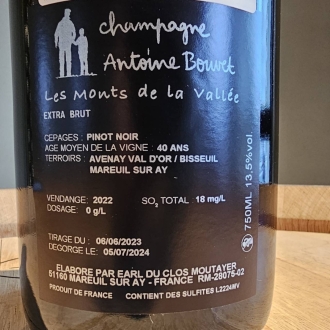 champagne
Antoine Bouvet
Les Monts de la Vallée
EXTRA BRUT
CEPAGES : PINOT NOIR
AGE MOYEN DE LA VIGNE : 40 ANS
TERROIRS : AVENAY VAL D'OR / BISSEUIL
MAREUIL SUR AY
VENDANGE: 2022 SO2 TOTAL 18 mg/L
DOSAGE: 0 g/L
750ML 13,5%vol.
TIRAGE DU : 06/06/2023
DEGORGE LE: 05/07/2024
ELABORE PAR EARL DU CLOS MOUTAYER
51160 MAREUIL SUR AY - FRANCE RM-28075-02
PRODUIT DE FRANCE CONTIENT DES SULFITES L2224MV